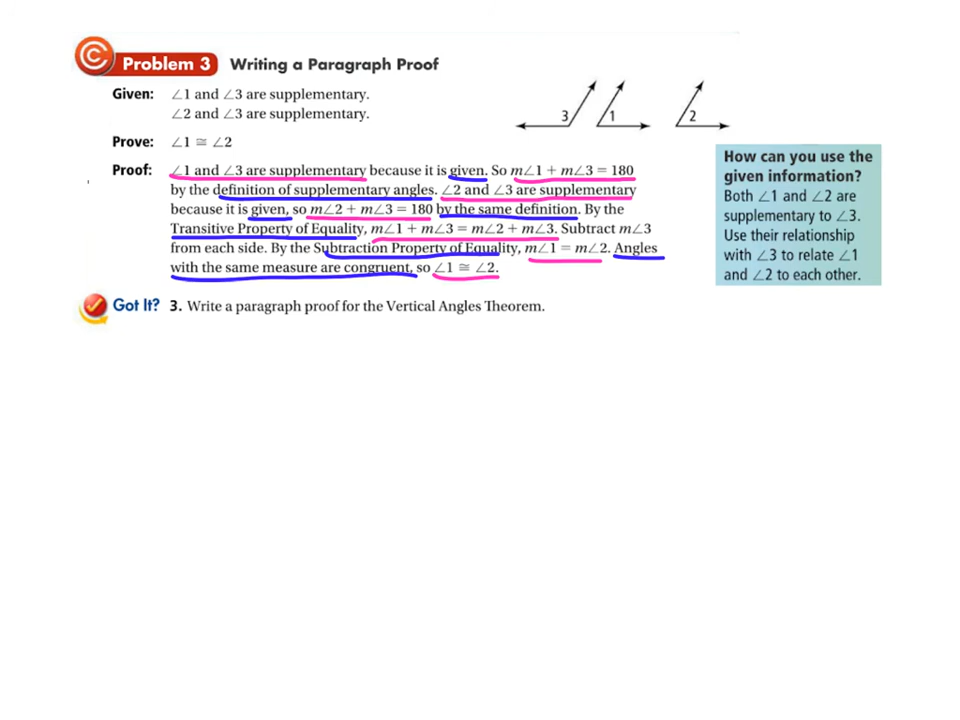 © Problem 3 Writing a Paragraph Proof
Given: ∠1 and ∠3 are supplementary.
∠2 and ∠3 are supplementary.
3 1 2
Prove: ∠1 ≅ ∠2
Proof: ∠1 and ∠3 are supplementary because it is given. So m∠1 + m∠3 = 180
by the definition of supplementary angles. ∠2 and ∠3 are supplementary
because it is given, so m∠2 + m∠3 = 180 by the same definition. By the
Transitive Property of Equality, m∠1 + m∠3 = m∠2 + m∠3. Subtract m∠3
from each side. By the Subtraction Property of Equality, m∠1 = m∠2. Angles
with the same measure are congruent, so ∠1 ≅ ∠2.
How can you use the
given information?
Both ∠1 and ∠2 are
supplementary to ∠3.
Use their relationship
with ∠3 to relate ∠1
and ∠2 to each other.
Got It? 3. Write a paragraph proof for the Vertical Angles Theorem.